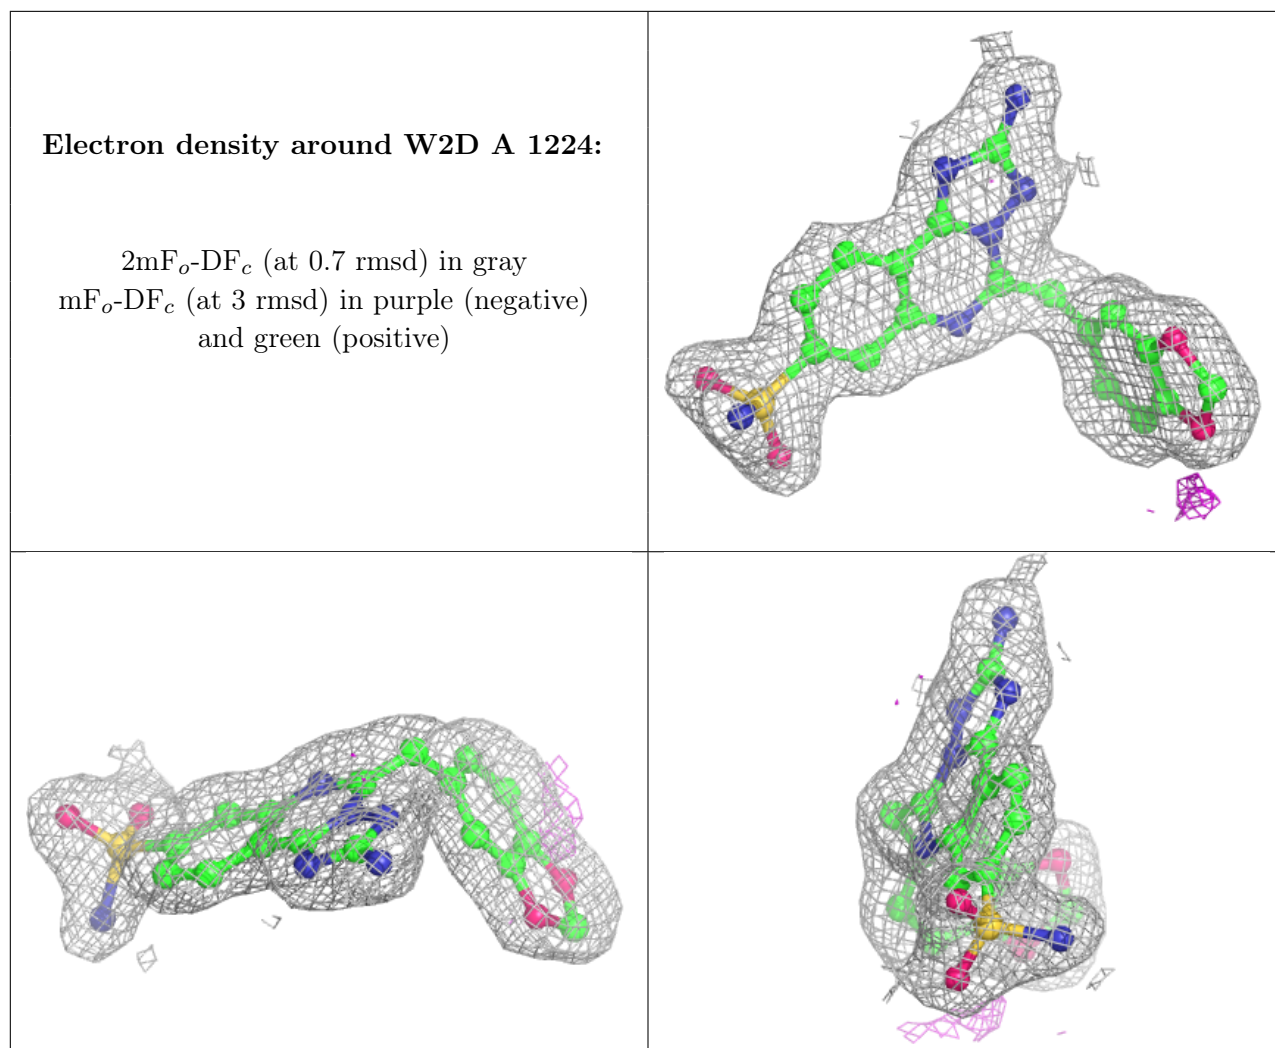 Electron density around W2D A 1224:
2mFo-DFc (at 0.7 rmsd) in gray
mFo-DFc (at 3 rmsd) in purple (negative)
and green (positive)